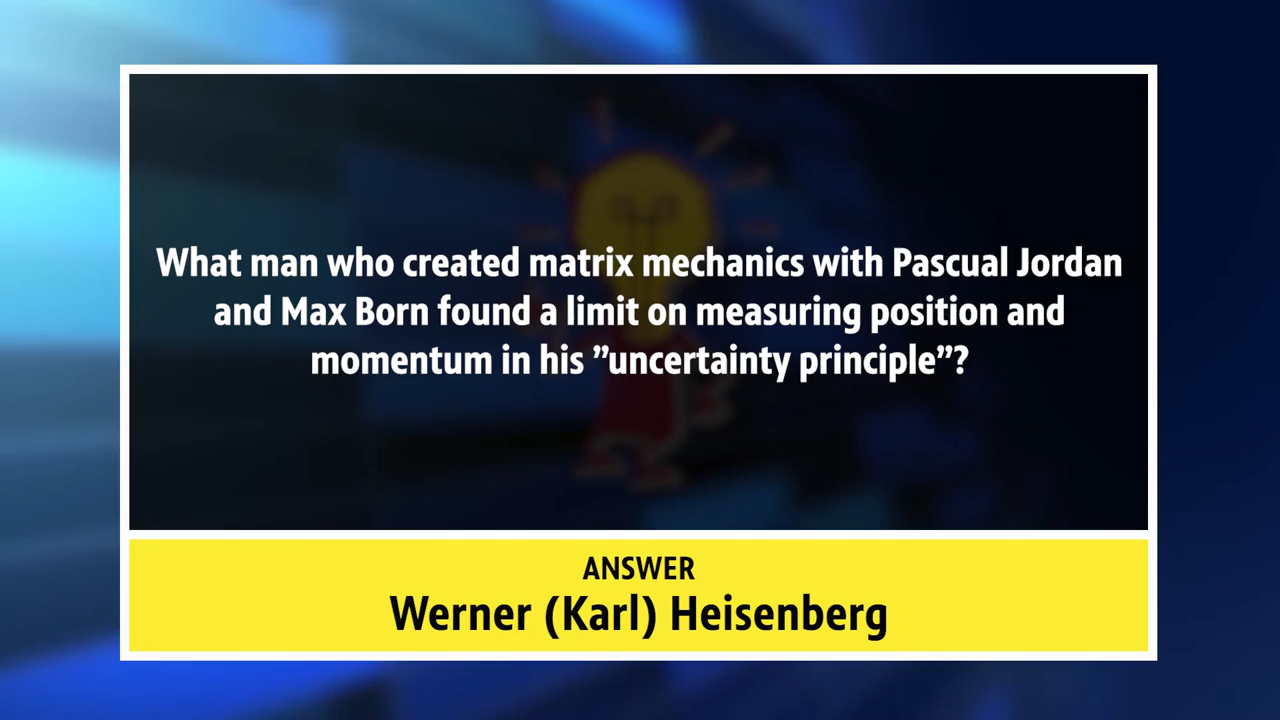 What man who created matrix mechanics with Pascual Jordan
and Max Born found a limit on measuring position and
momentum in his ”uncertainty principle”?
ANSWER
Werner (Karl) Heisenberg